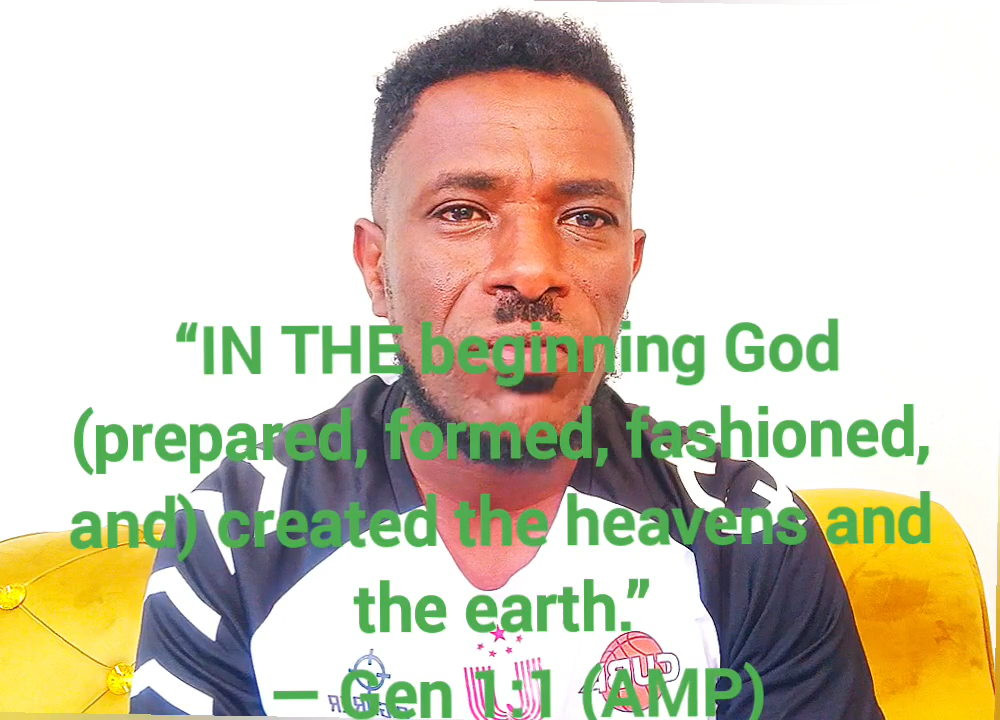 “IN THE beginning God
(prepared, formed, fashioned,
and) created the heavens and
the earth.”
— Gen 1:1 (AMP)